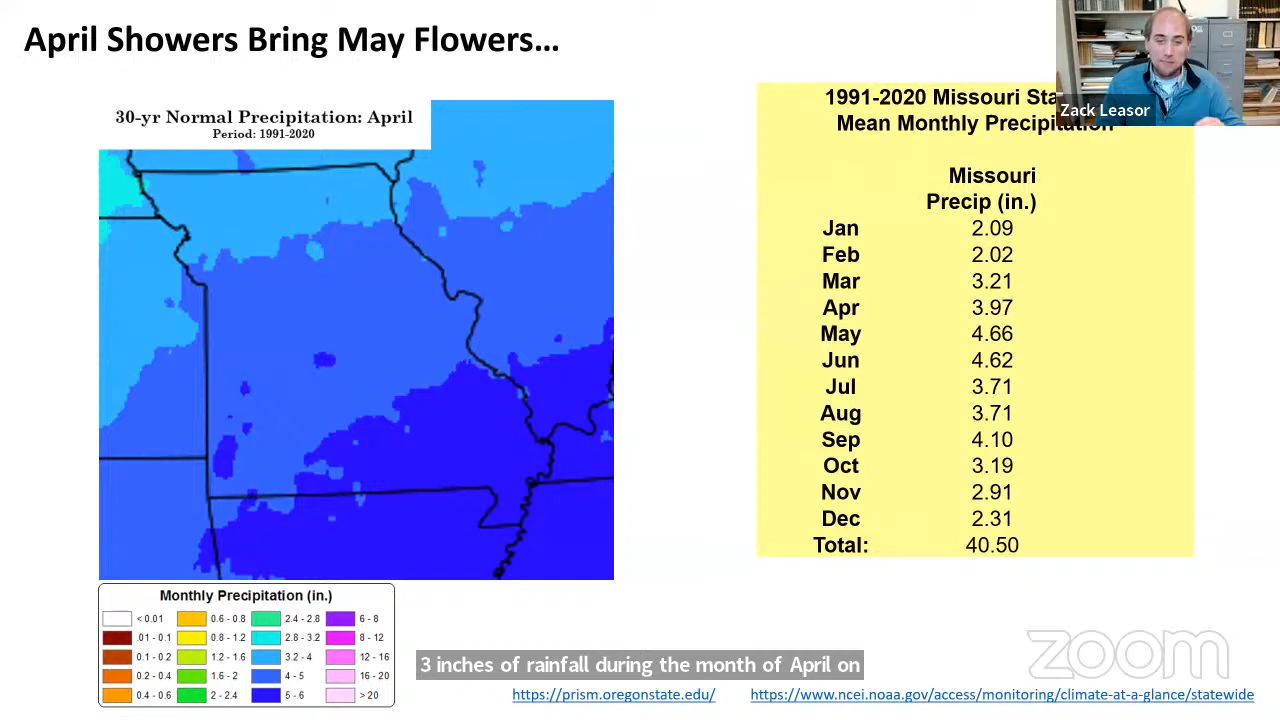 April Showers Bring May Flowers...
30-yr Normal Precipitation: April
Period: 1991-2020
Monthly Precipitation (in.)
< 0.01 0.6 - 0.8 2.4 - 2.8 6 - 8
.01 - 0.1 0.8 - 1.2 2.8 - 3.2 8 - 12
0.1 - 0.2 1.2 - 1.6 3.2 - 4 12 - 16
0.2 - 0.4 1.6 - 2 4 - 5 16 - 20
0.4 - 0.6 2 - 2.4 5 - 6 > 20
1991-2020 Missouri Sta
Mean Monthly Precipitation
Missouri
Precip (in.)
Jan 2.09
Feb 2.02
Mar 3.21
Apr 3.97
May 4.66
Jun 4.62
Jul 3.71
Aug 3.71
Sep 4.10
Oct 3.19
Nov 2.91
Dec 2.31
Total: 40.50
Zack Leasor
zoom
3 inches of rainfall during the month of April on
https://prism.oregonstate.edu/ https://www.ncei.noaa.gov/access/monitoring/climate-at-a-glance/statewide